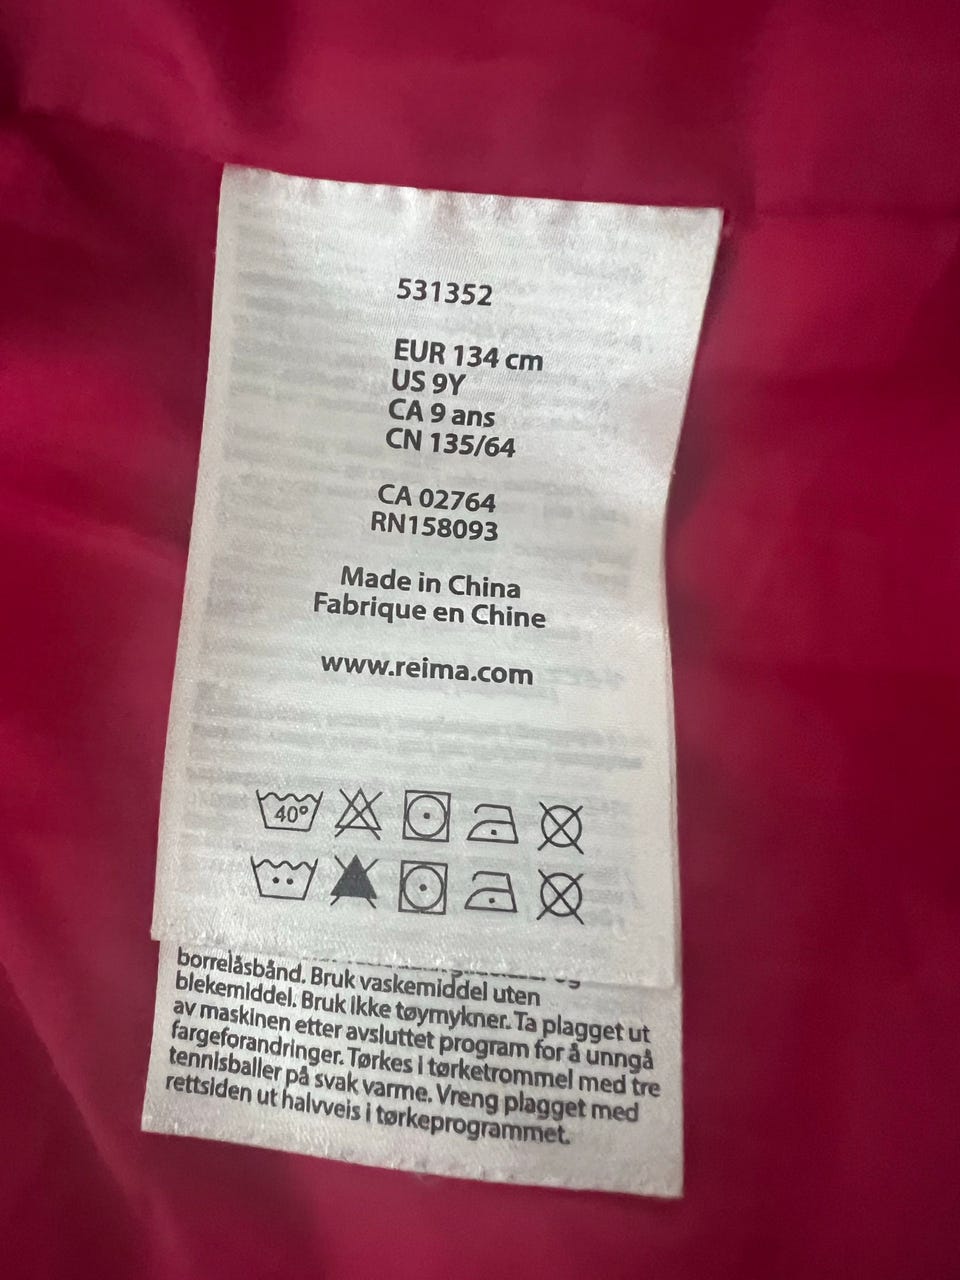 531352
EUR 134 cm
US 9Y
CA 9 ans
CN 135/64
CA 02764
RN158093
Made in China
Fabrique en Chine
www.reima.com
40°
borrelåsbånd. Bruk vaskemiddel uten
blekemiddel. Bruk ikke tøymykner. Ta plagget ut
av maskinen etter avsluttet program for å unngå
fargeforandringer. Tørkes i tørketrommel med tre
tennisballer på svak varme. Vreng plagget med
rettsiden ut halvveis i tørkeprogrammet.